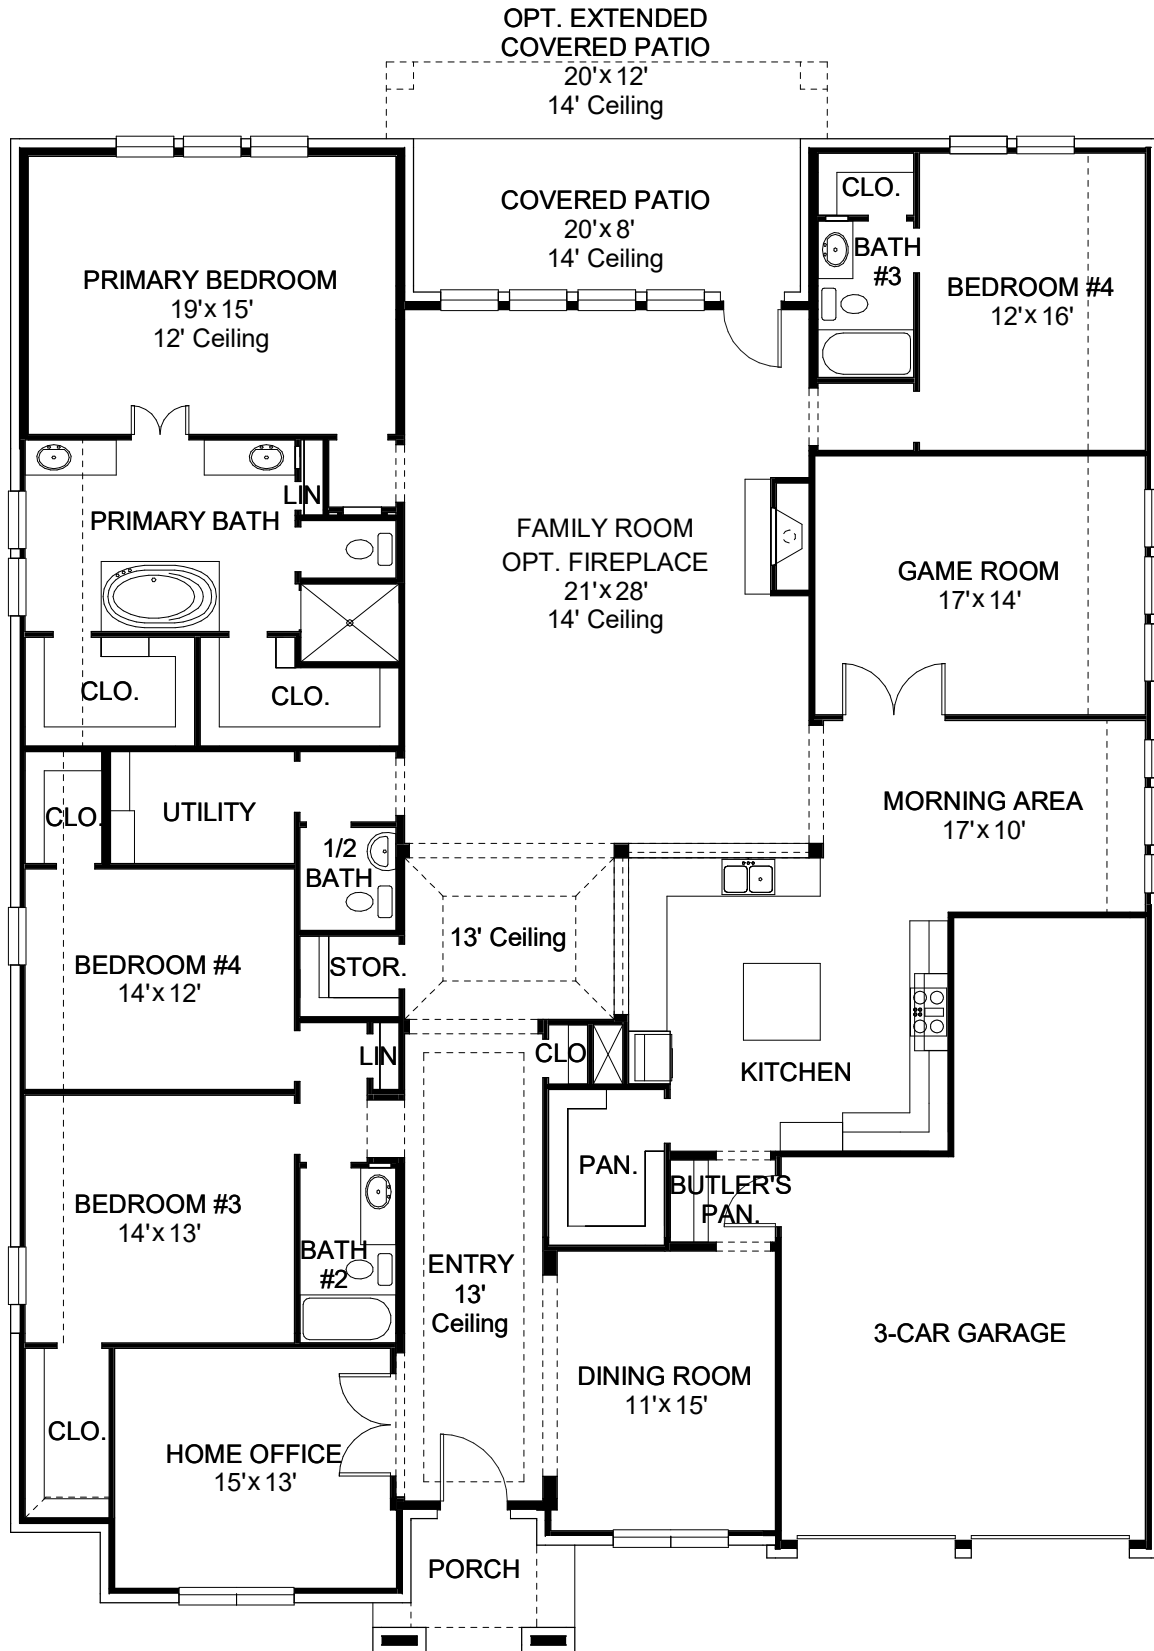 OPT. EXTENDED
COVERED PATIO
20'x 12'
14' Ceiling
COVERED PATIO
20'x 8'
14' Ceiling
PRIMARY BEDROOM
19'x 15'
12' Ceiling
CLO.
BATH
#3
BEDROOM #4
12'x 16'
LIN
PRIMARY BATH
FAMILY ROOM
OPT. FIREPLACE
21'x 28'
14' Ceiling
GAME ROOM
17'x 14'
CLO.
CLO.
CLO.
UTILITY
1/2
BATH
MORNING AREA
17'x 10'
13' Ceiling
BEDROOM #4
14'x 12'
STOR.
LIN
CLO
KITCHEN
PAN.
BUTLER'S
PAN.
BEDROOM #3
14'x 13'
BATH
#2
ENTRY
13'
Ceiling
3-CAR GARAGE
DINING ROOM
11'x 15'
CLO.
HOME OFFICE
15'x 13'
PORCH